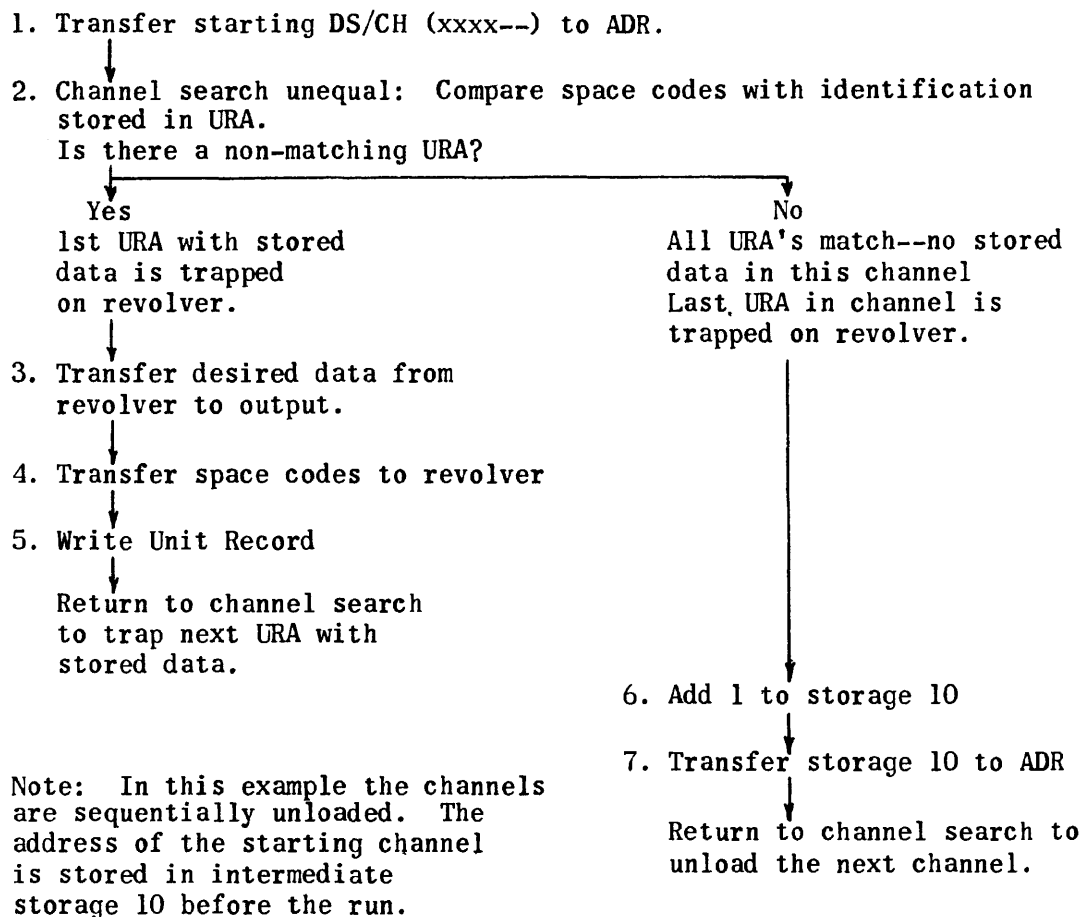 1. Transfer starting DS/CH (xxxx--) to ADR.
2. Channel search unequal: Compare space codes with identification
stored in URA.
Is there a non-matching URA?
Yes
1st URA with stored
data is trapped
on revolver.
No
All URA's match--no stored
data in this channel
Last. URA in channel is
trapped on revolver.
3. Transfer desired data from
revolver to output.
4. Transfer space codes to revolver
5. Write Unit Record
Return to channel search
to trap next URA with
stored data.
6. Add 1 to storage 10
7. Transfer storage 10 to ADR
Return to channel search to
unload the next channel.
Note: In this example the channels
are sequentially unloaded. The
address of the starting channel
is stored in intermediate
storage 10 before the run.